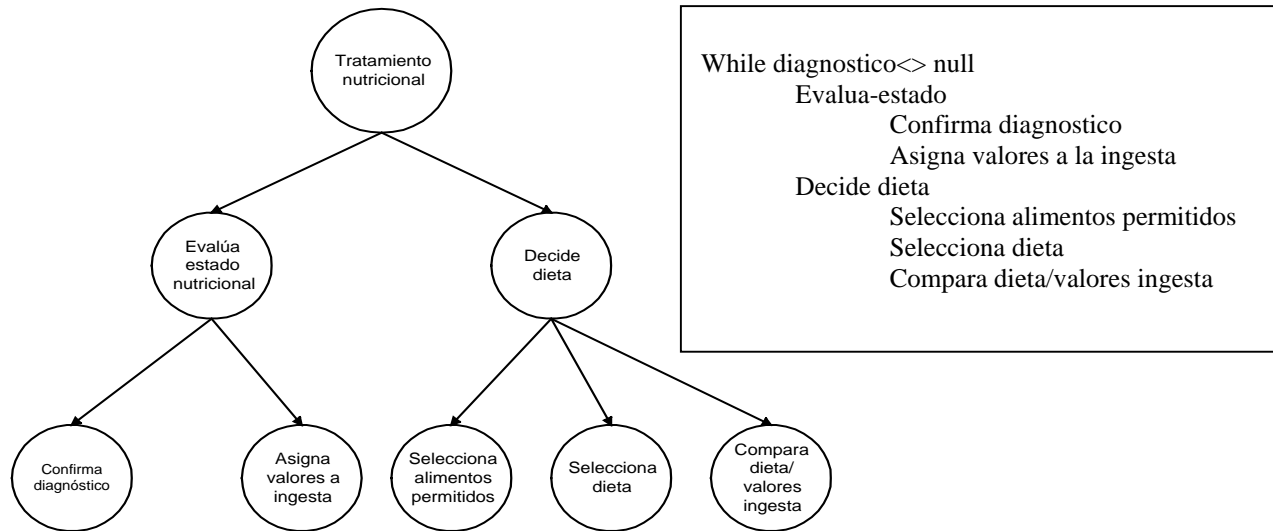 Tratamiento
nutricional
While diagnostico<> null
Evalua-estado
Confirma diagnostico
Asigna valores a la ingesta
Decide dieta
Selecciona alimentos permitidos
Selecciona dieta
Compara dieta/valores ingesta
Evalúa
estado
nutricional
Decide
dieta
Confirma
diagnóstico
Asigna
valores a
ingesta
Selecciona
alimentos
permitidos
Selecciona
dieta
Compara
dieta/
valores
ingesta